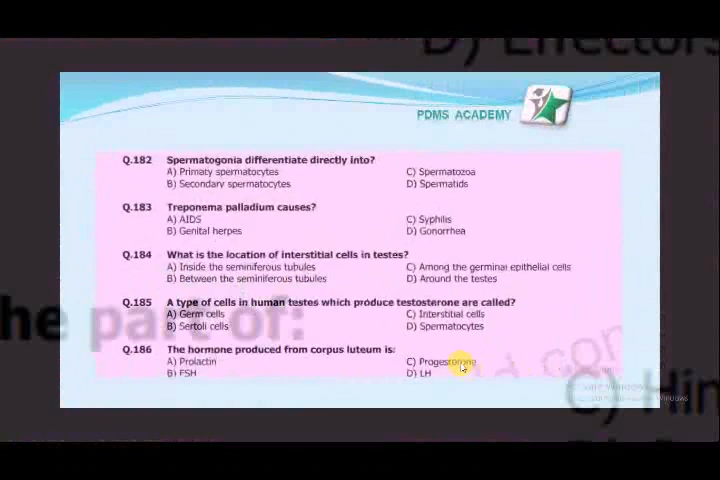 D) Effectors
PDMS ACADEMY
Q.182 Spermatogonia differentiate directly into?
A) Primary spermatocytes C) Spermatozoa
B) Secondary spermatocytes D) Spermatids
Q.183 Treponema palladium causes?
A) AIDS C) Syphilis
B) Genital herpes D) Gonorrhea
Q.184 What is the location of interstitial cells in testes?
A) Inside the seminiferous tubules C) Among the germinal epithelial cells
B) Between the seminiferous tubules D) Around the testes
Q.185 A type of cells in human testes which produce testosterone are called?
A) Germ cells C) Interstitial cells
B) Sertoli cells D) Spermatocytes
he part of:
Q.186 The hormone produced from corpus luteum is:
A) Prolactin C) Progesterone
B) FSH D) LH